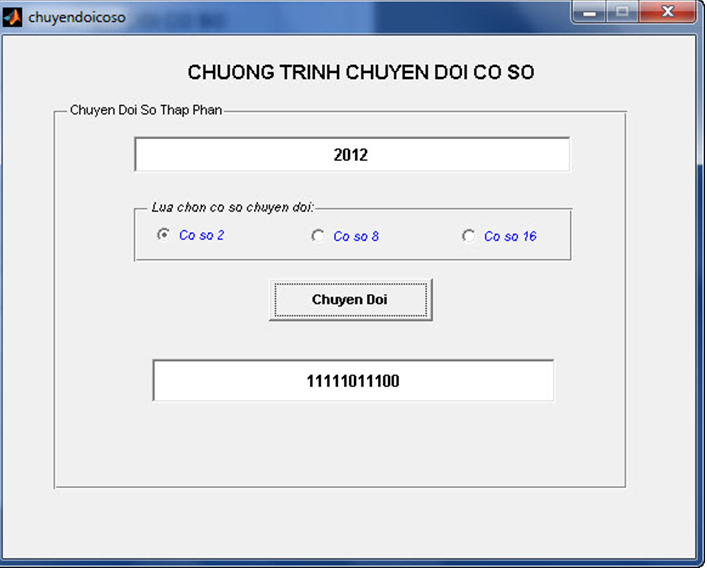 chuyendoicoso
CHUONG TRINH CHUYEN DOI CO SO
Chuyen Doi So Thap Phan
2012
Lua chon co so chuyen doi:
Co so 2 Co so 8 Co so 16
Chuyen Doi
11111011100